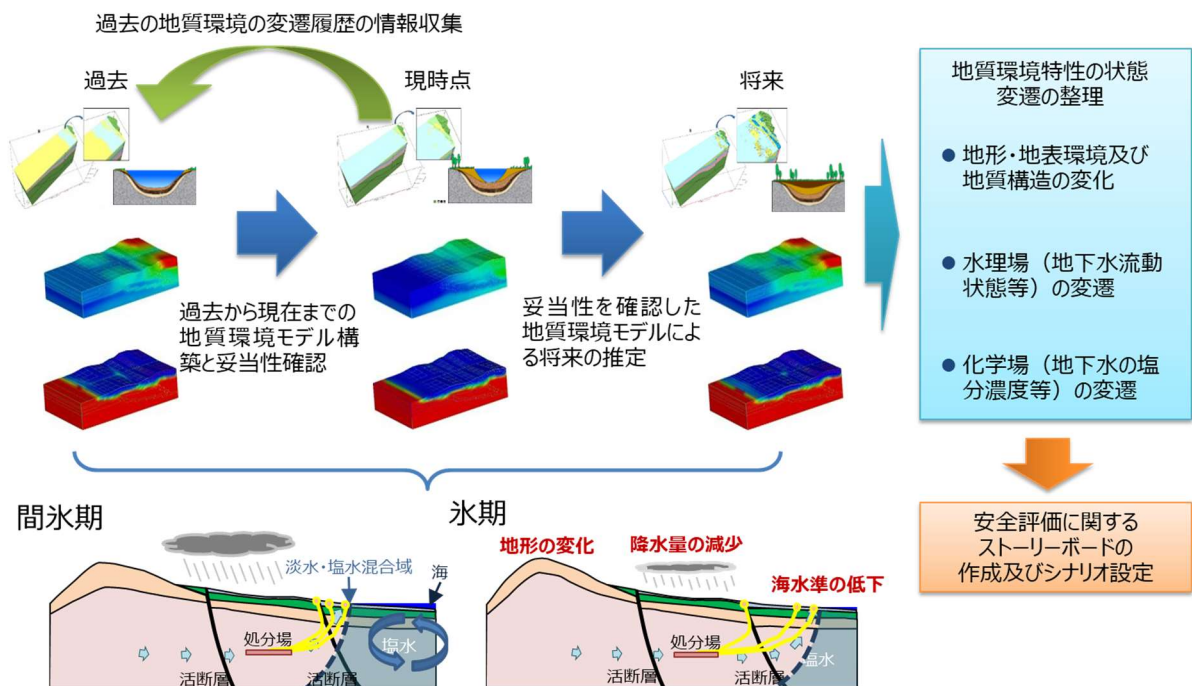 過去の地質環境の変遷履歴の情報収集
過去
現時点
将来
過去から現在までの
地質環境モデル構
築と妥当性確認
妥当性を確認した
地質環境モデルによ
る将来の推定
地質環境特性の状態
変遷の整理
● 地形・地表環境及び
地質構造の変化
● 水理場（地下水流動
状態等）の変遷
● 化学場（地下水の塩
分濃度等）の変遷
安全評価に関する
ストーリーボードの
作成及びシナリオ設定
間氷期
淡水・塩水混合域
海
処分場
塩水
活断層
活断層
氷期
地形の変化
降水量の減少
海水準の低下
処分場
塩水
活断層
活断層